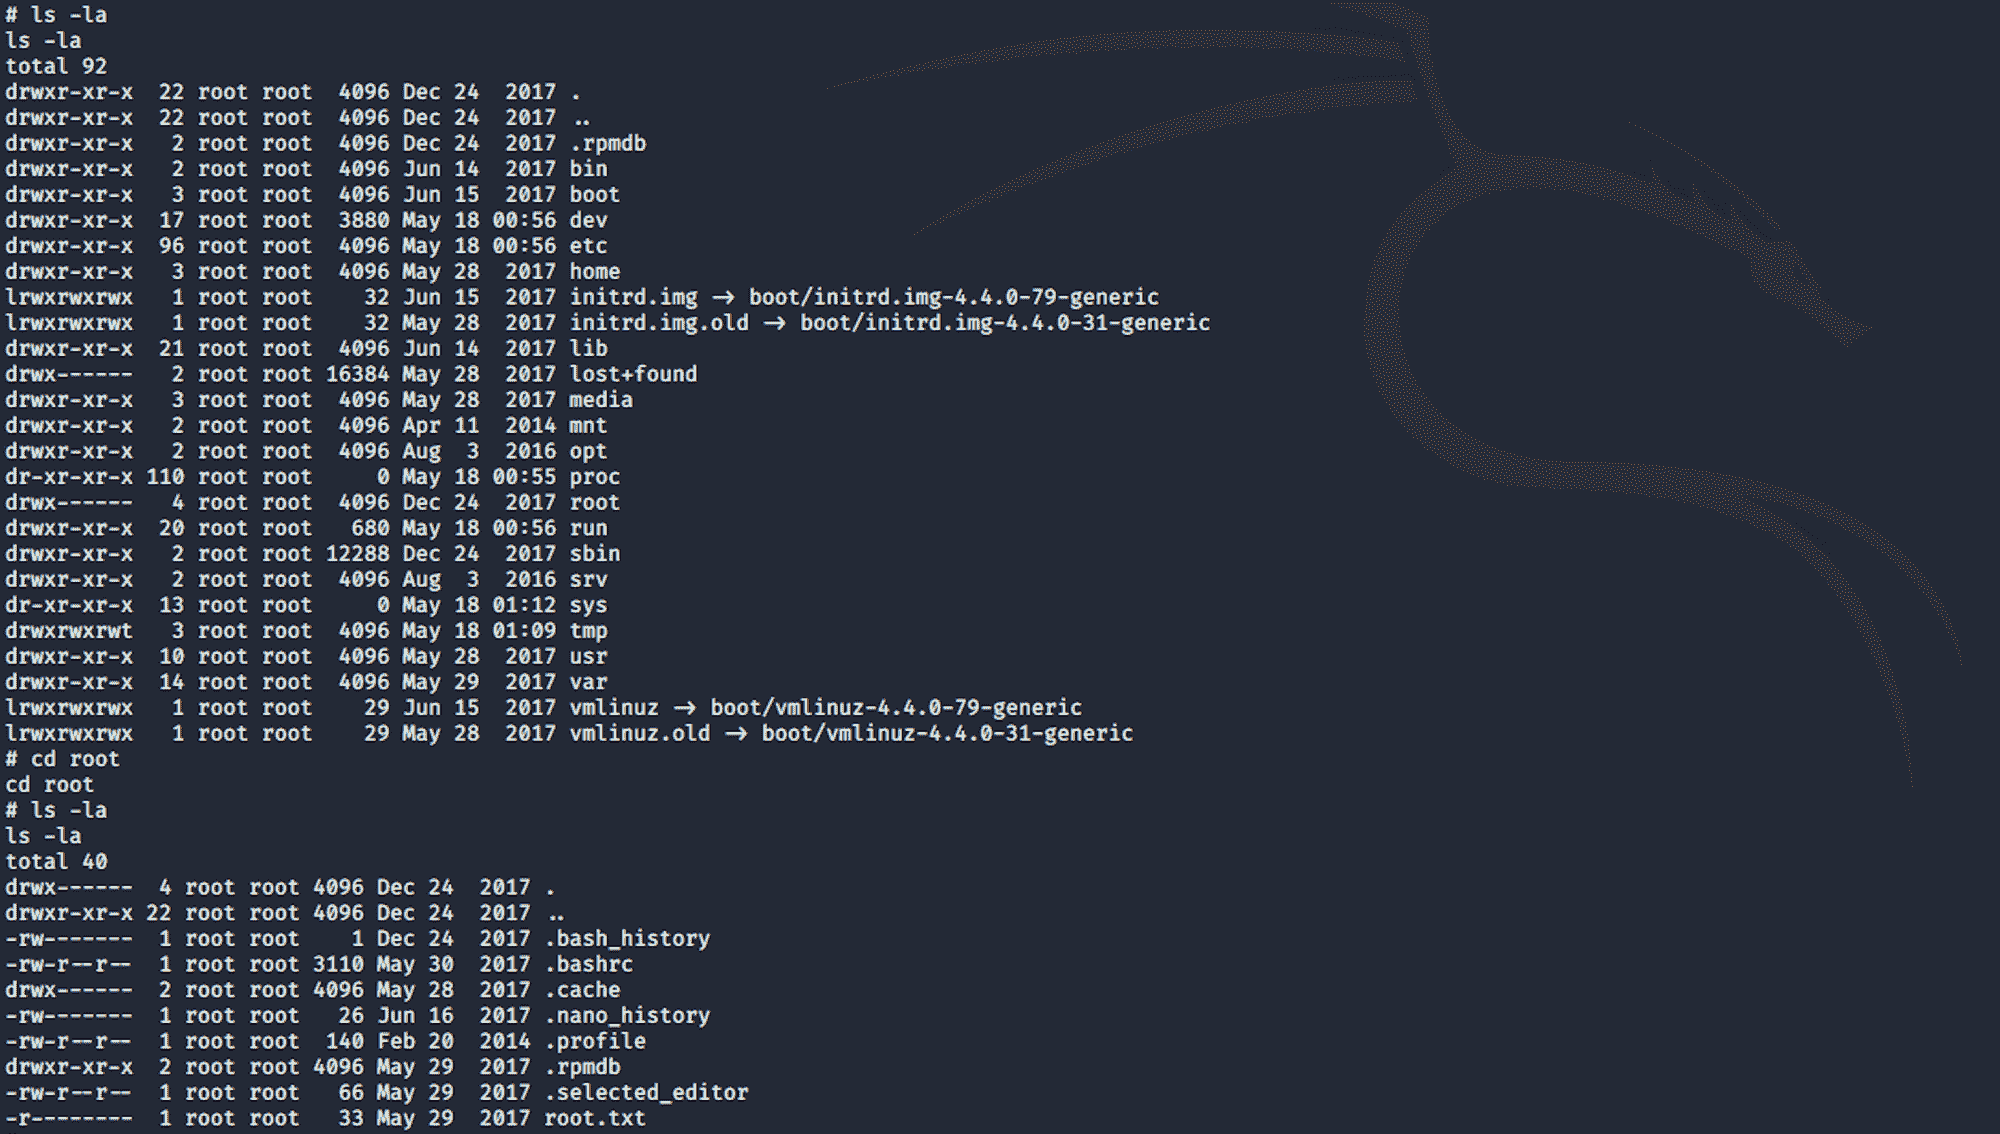 # ls -la
ls -la
total 92
drwxr-xr-x  22 root root  4096 Dec 24  2017 .
drwxr-xr-x  22 root root  4096 Dec 24  2017 ..
drwxr-xr-x   2 root root  4096 Dec 24  2017 .rpmdb
drwxr-xr-x   2 root root  4096 Jun 14  2017 bin
drwxr-xr-x   3 root root  4096 Jun 15  2017 boot
drwxr-xr-x  17 root root  3880 May 18 00:56 dev
drwxr-xr-x  96 root root  4096 May 18 00:56 etc
drwxr-xr-x   3 root root  4096 May 28  2017 home
lrwxrwxrwx   1 root root    32 Jun 15  2017 initrd.img → boot/initrd.img-4.4.0-79-generic
lrwxrwxrwx   1 root root    32 May 28  2017 initrd.img.old → boot/initrd.img-4.4.0-31-generic
drwxr-xr-x  21 root root  4096 Jun 14  2017 lib
drwx------   2 root root 16384 May 28  2017 lost+found
drwxr-xr-x   3 root root  4096 May 28  2017 media
drwxr-xr-x   2 root root  4096 Apr 11  2014 mnt
drwxr-xr-x   2 root root  4096 Aug  3  2016 opt
dr-xr-xr-x 110 root root     0 May 18 00:55 proc
drwx------   4 root root  4096 Dec 24  2017 root
drwxr-xr-x  20 root root   680 May 18 00:56 run
drwxr-xr-x   2 root root 12288 Dec 24  2017 sbin
drwxr-xr-x   2 root root  4096 Aug  3  2016 srv
dr-xr-xr-x  13 root root     0 May 18 01:12 sys
drwxrwxrwt   3 root root  4096 May 18 01:09 tmp
drwxr-xr-x  10 root root  4096 May 28  2017 usr
drwxr-xr-x  14 root root  4096 May 29  2017 var
lrwxrwxrwx   1 root root    29 Jun 15  2017 vmlinuz → boot/vmlinuz-4.4.0-79-generic
lrwxrwxrwx   1 root root    29 May 28  2017 vmlinuz.old → boot/vmlinuz-4.4.0-31-generic
# cd root
cd root
# ls -la
ls -la
total 40
drwx------  4 root root 4096 Dec 24  2017 .
drwxr-xr-x 22 root root 4096 Dec 24  2017 ..
-rw-------  1 root root    1 Dec 24  2017 .bash_history
-rw-r--r--  1 root root 3110 May 30  2017 .bashrc
drwx------  2 root root 4096 May 28  2017 .cache
-rw-------  1 root root   26 Jun 16  2017 .nano_history
-rw-r--r--  1 root root  140 Feb 20  2014 .profile
drwxr-xr-x  2 root root 4096 May 29  2017 .rpmdb
-rw-r--r--  1 root root   66 May 29  2017 .selected_editor
-r--------  1 root root   33 May 29  2017 root.txt